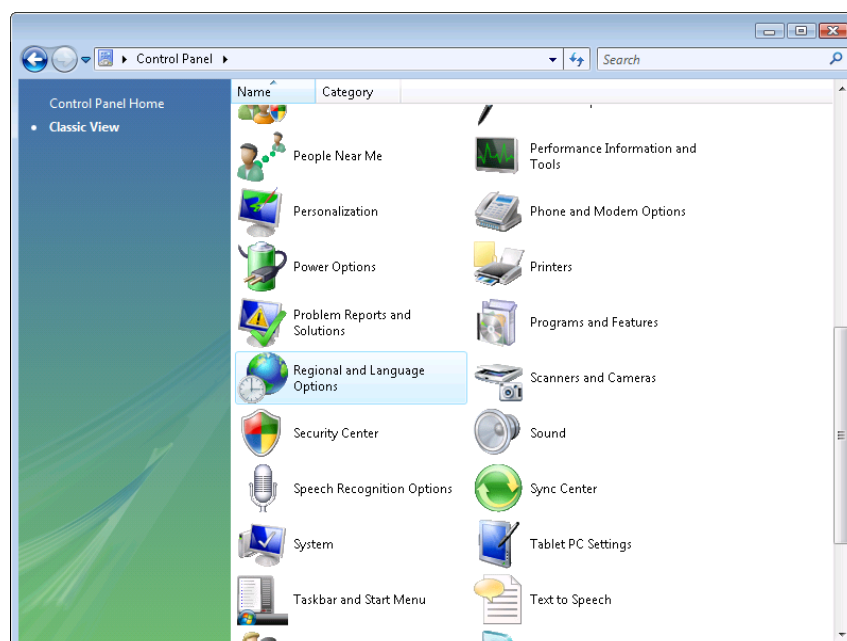 Control Panel
Search
Control Panel Home
Classic View
Name
Category
People Near Me
Performance Information and
Tools
Personalization
Phone and Modem Options
Power Options
Printers
Problem Reports and
Solutions
Programs and Features
Regional and Language
Options
Scanners and Cameras
Security Center
Sound
Speech Recognition Options
Sync Center
System
Tablet PC Settings
Taskbar and Start Menu
Text to Speech